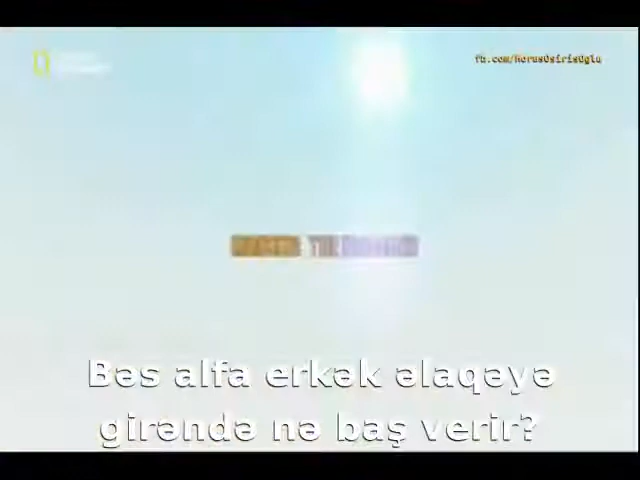 fb.com/HorusOsirisOglu
Bəs alfa erkək əlaqəyə
girəndə nə baş verir?